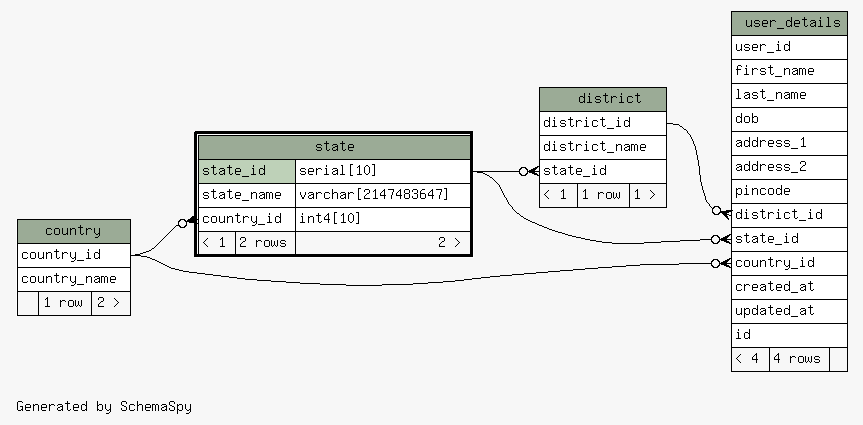 user_details
user_id
first_name
last_name
dob
address_1
address_2
pincode
district_id
state_id
country_id
created_at
updated_at
id
< 4 4 rows
district
district_id
district_name
state_id
< 1 1 row 1 >
state
state_id serial[10]
state_name varchar[2147483647]
country_id int4[10]
< 1 2 rows 2 >
country
country_id
country_name
1 row 2 >
Generated by SchemaSpy